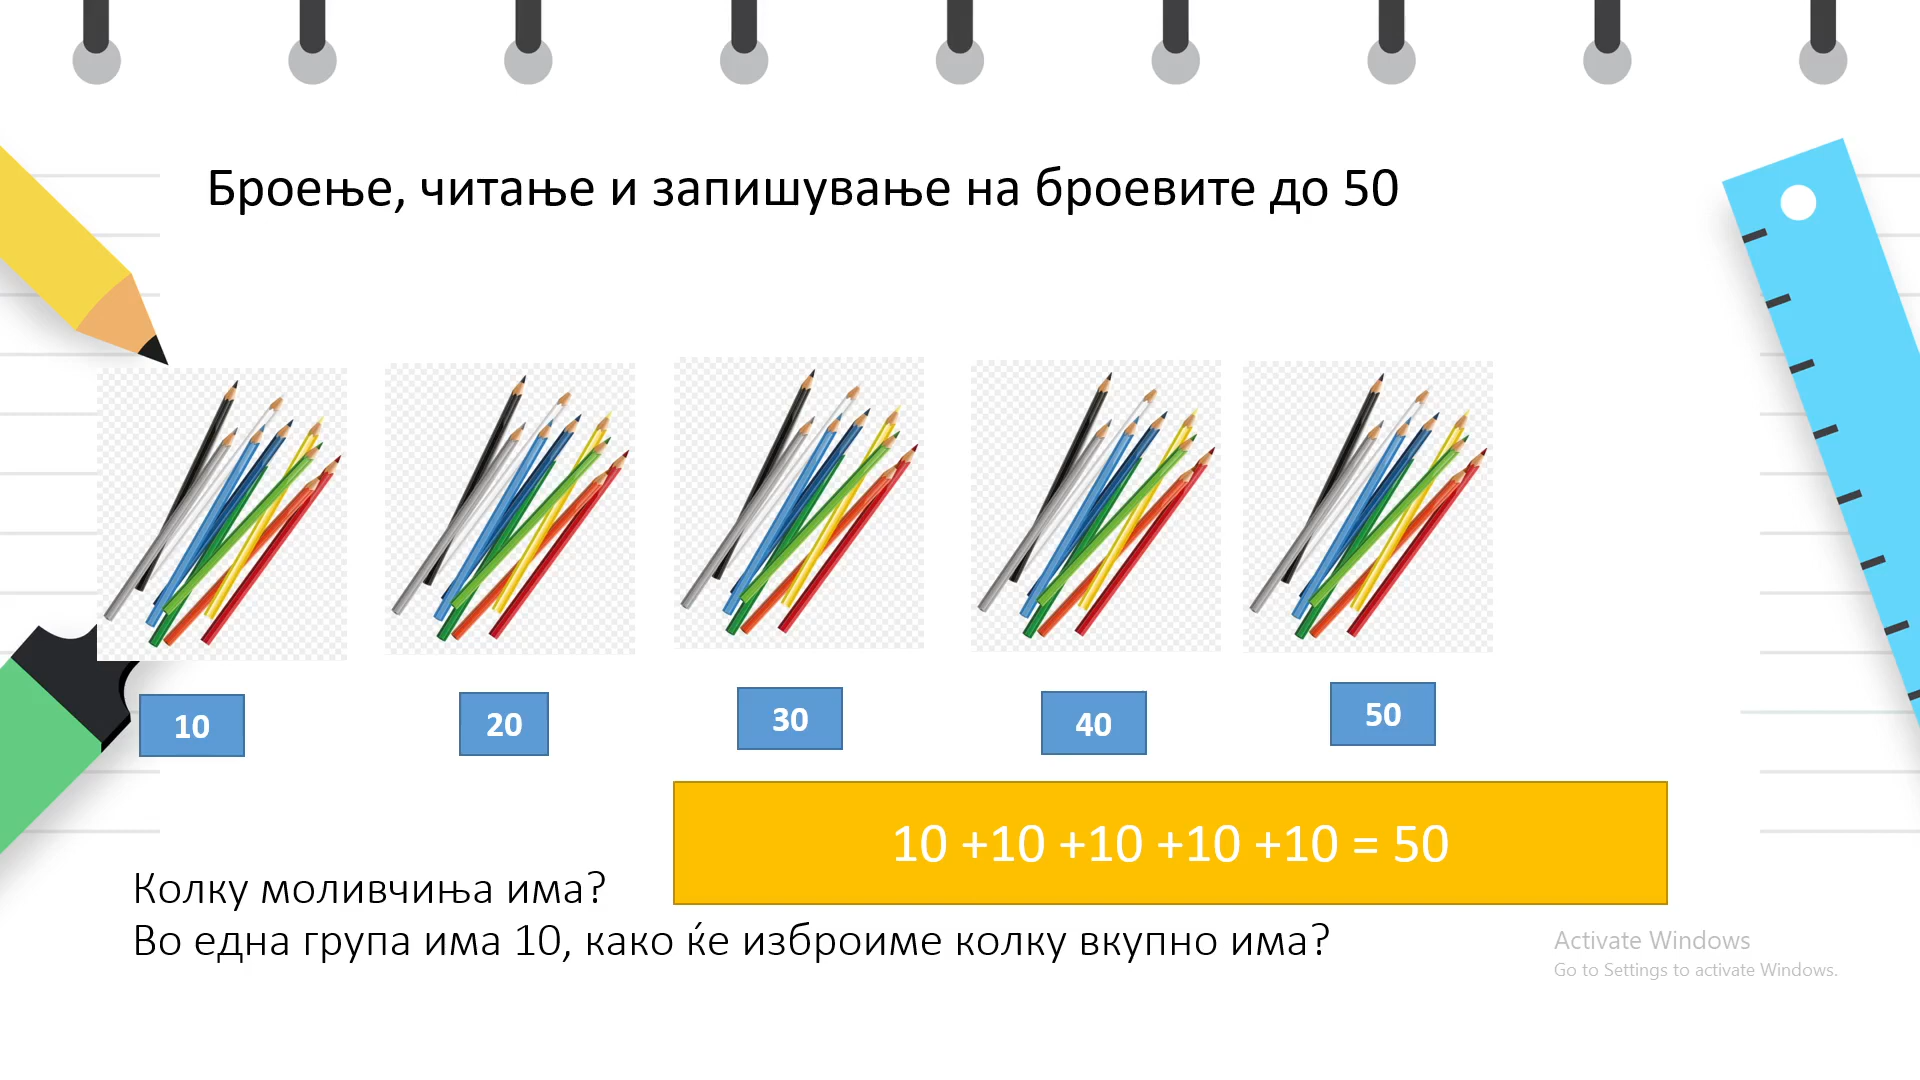 Броење, читање и запишување на броевите до 50
10
20
30
40
50
10 +10 +10 +10 +10 = 50
Колку моливчиња има?
Во една група има 10, како ќе изброиме колку вкупно има?
Activate Windows
Go to Settings to activate Windows.